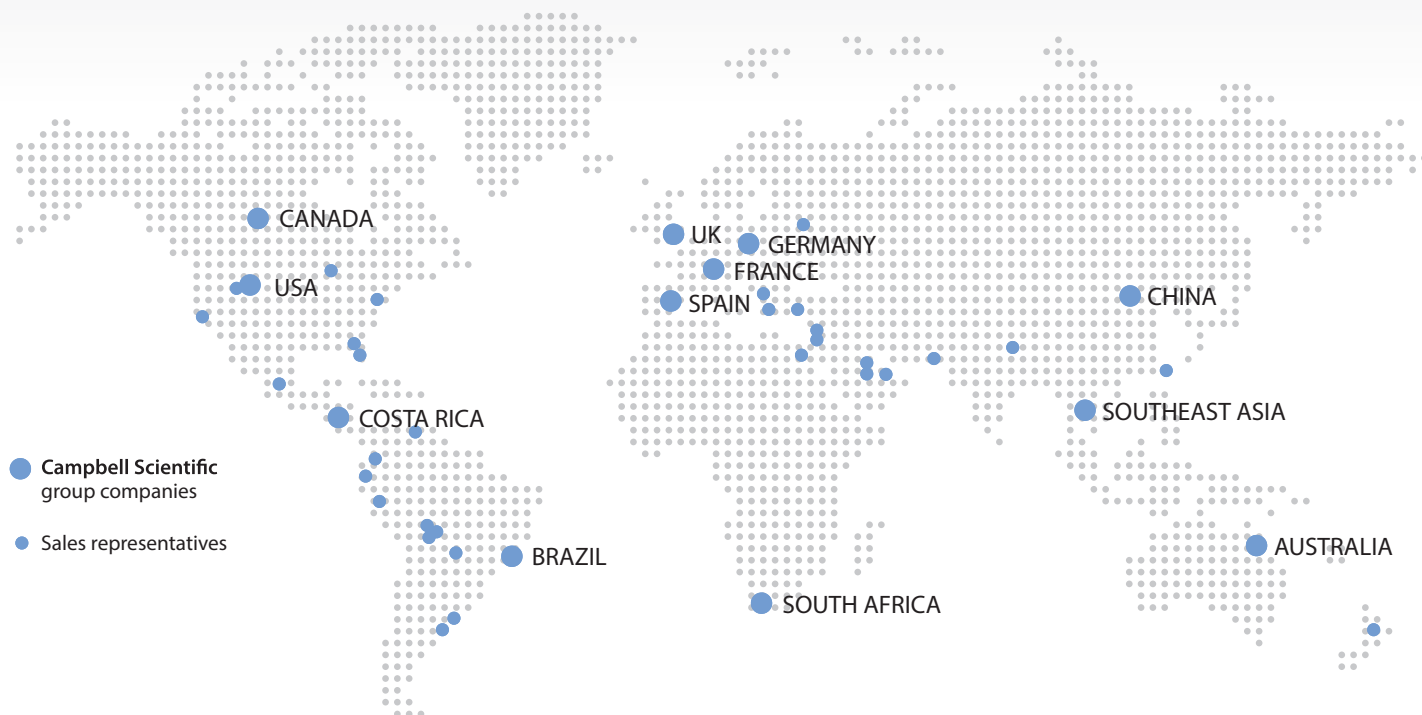 CANADA
UK
GERMANY
FRANCE
USA
SPAIN
CHINA
COSTA RICA
SOUTHEAST ASIA
Campbell Scientific
group companies
Sales representatives
BRAZIL
AUSTRALIA
SOUTH AFRICA